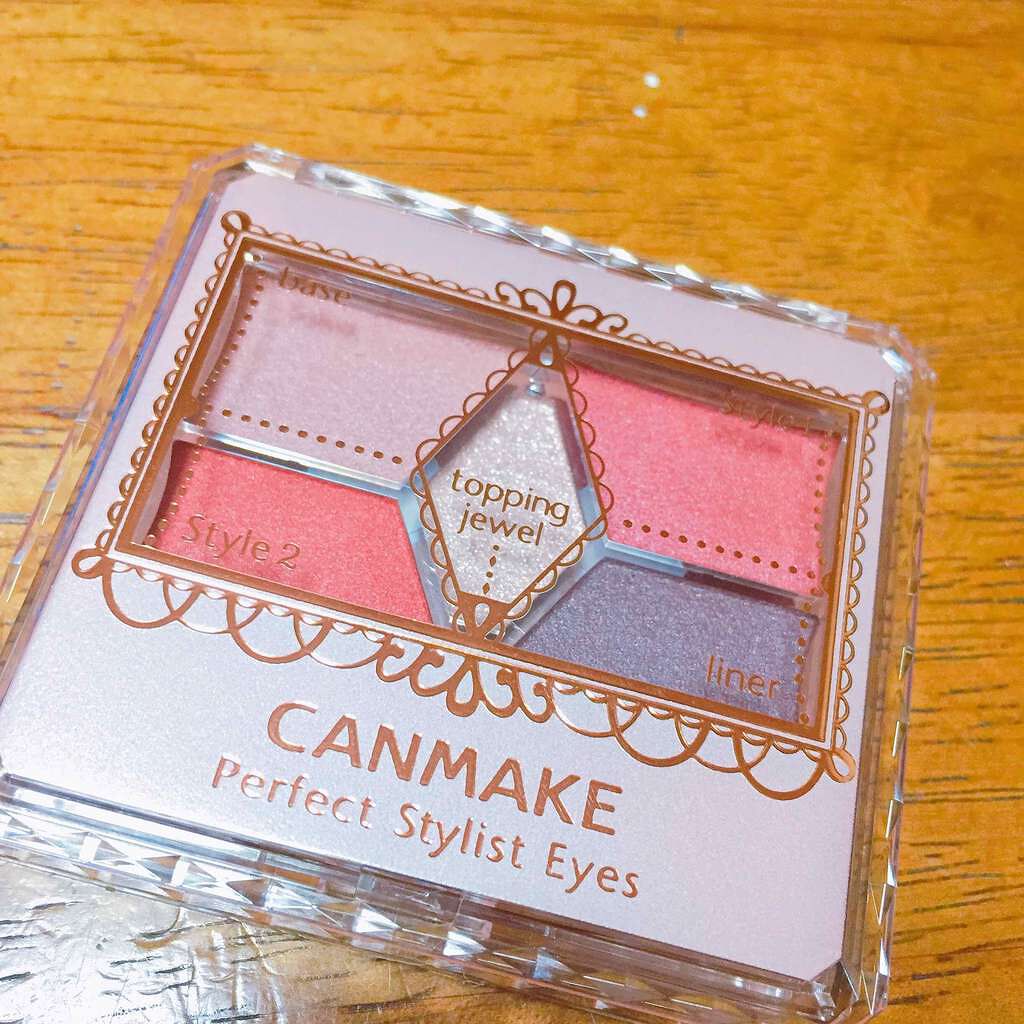 base
Style 1
topping
jewel
Style 2
liner
CANMAKE
Perfect Stylist Eyes